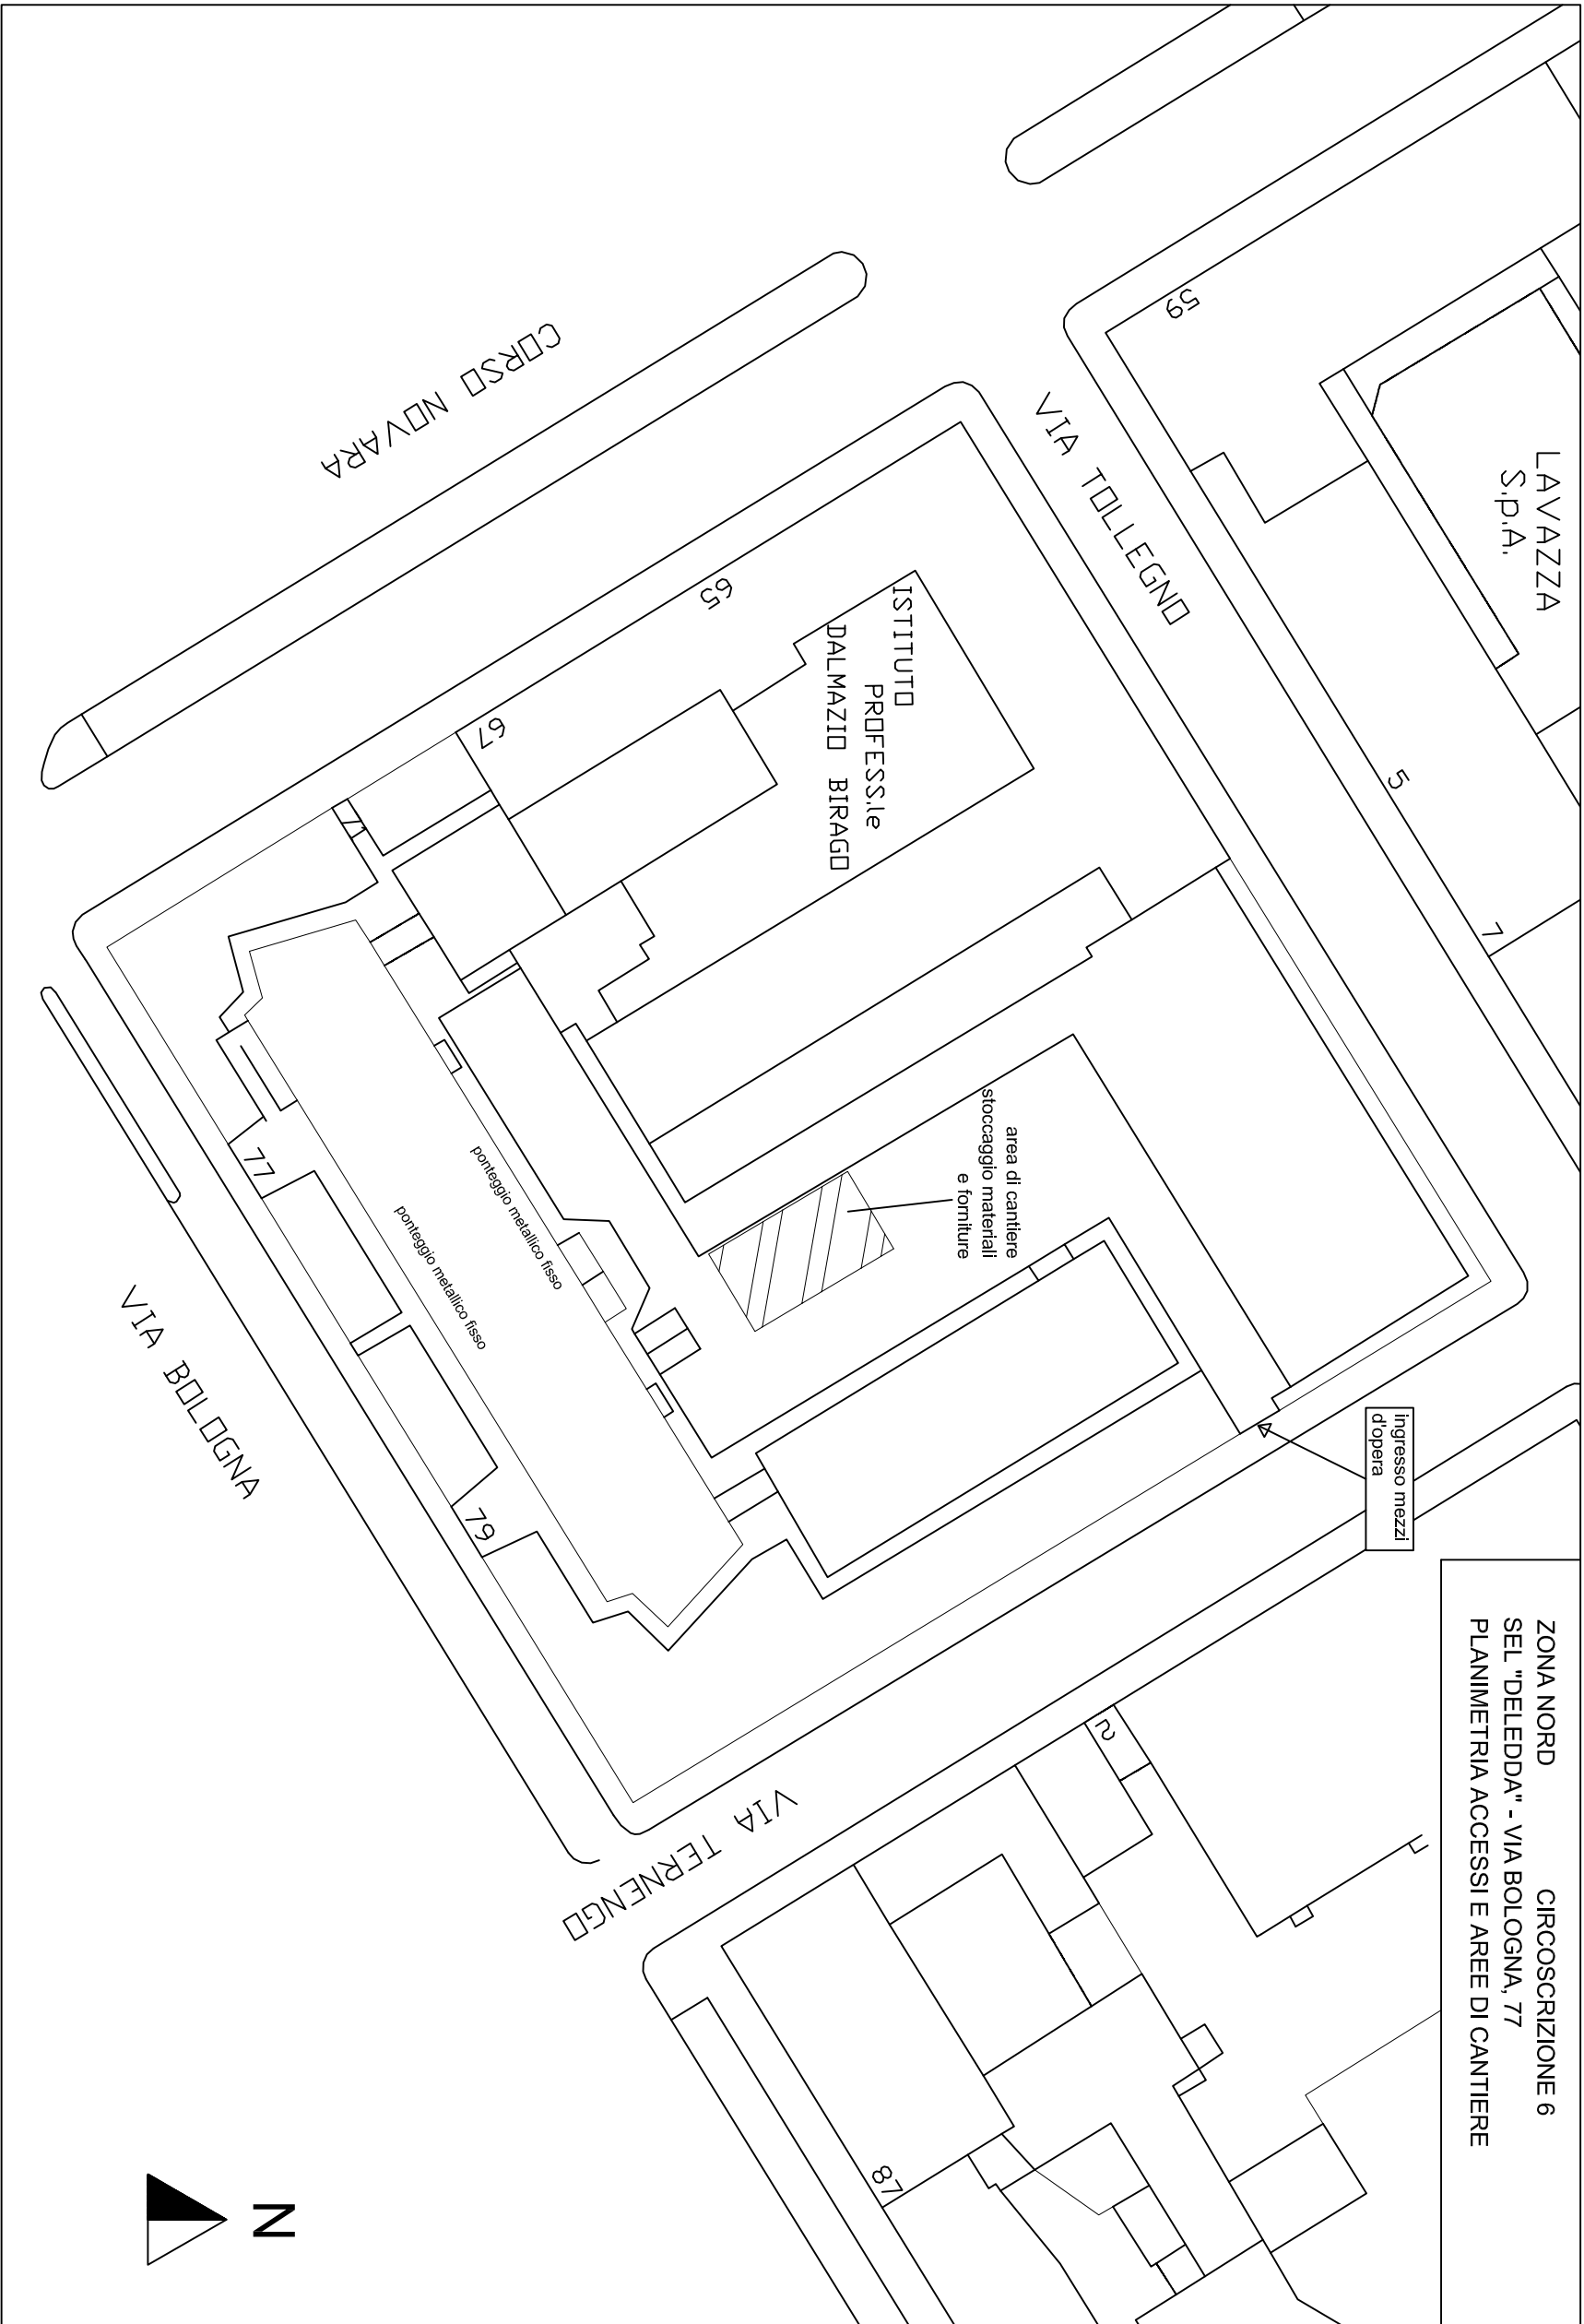 ZONA NORD CIRCOSCRIZIONE 6
SEL "DELEDDA" - VIA BOLOGNA, 77
PLANIMETRIA ACCESSI E AREE DI CANTIERE
LAVAZZA
S.p.A.
59
5
7
VIA TOLLEGNO
CORSO NOVARA
65
67
71
ISTITUTO
PROFESS.le
DALMAZIO BIRAGO
area di cantiere
stoccaggio materiali
e forniture
ingresso mezzi
d'opera
ponteggio metallico fisso
ponteggio metallico fisso
77
79
VIA BOLOGNA
VIA TERNENGO
2
87
N